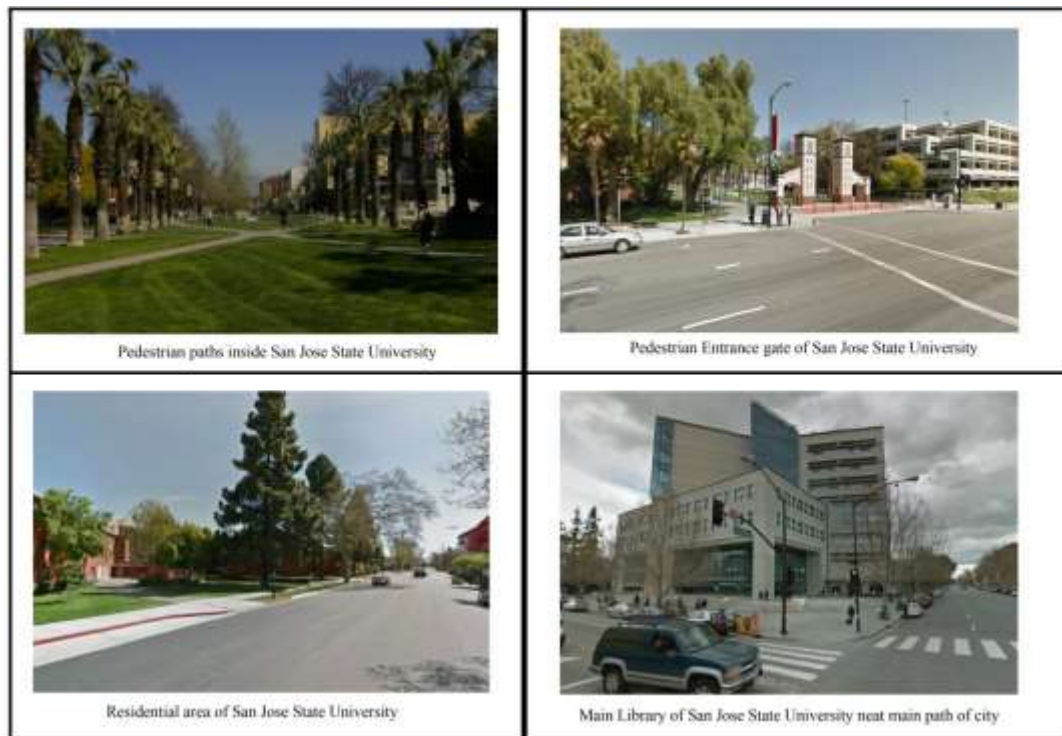 Pedestrian paths inside San Jose State University
Pedestrian Entrance gate of San Jose State University
Residential area of San Jose State University
Main Library of San Jose State University neat main path of city